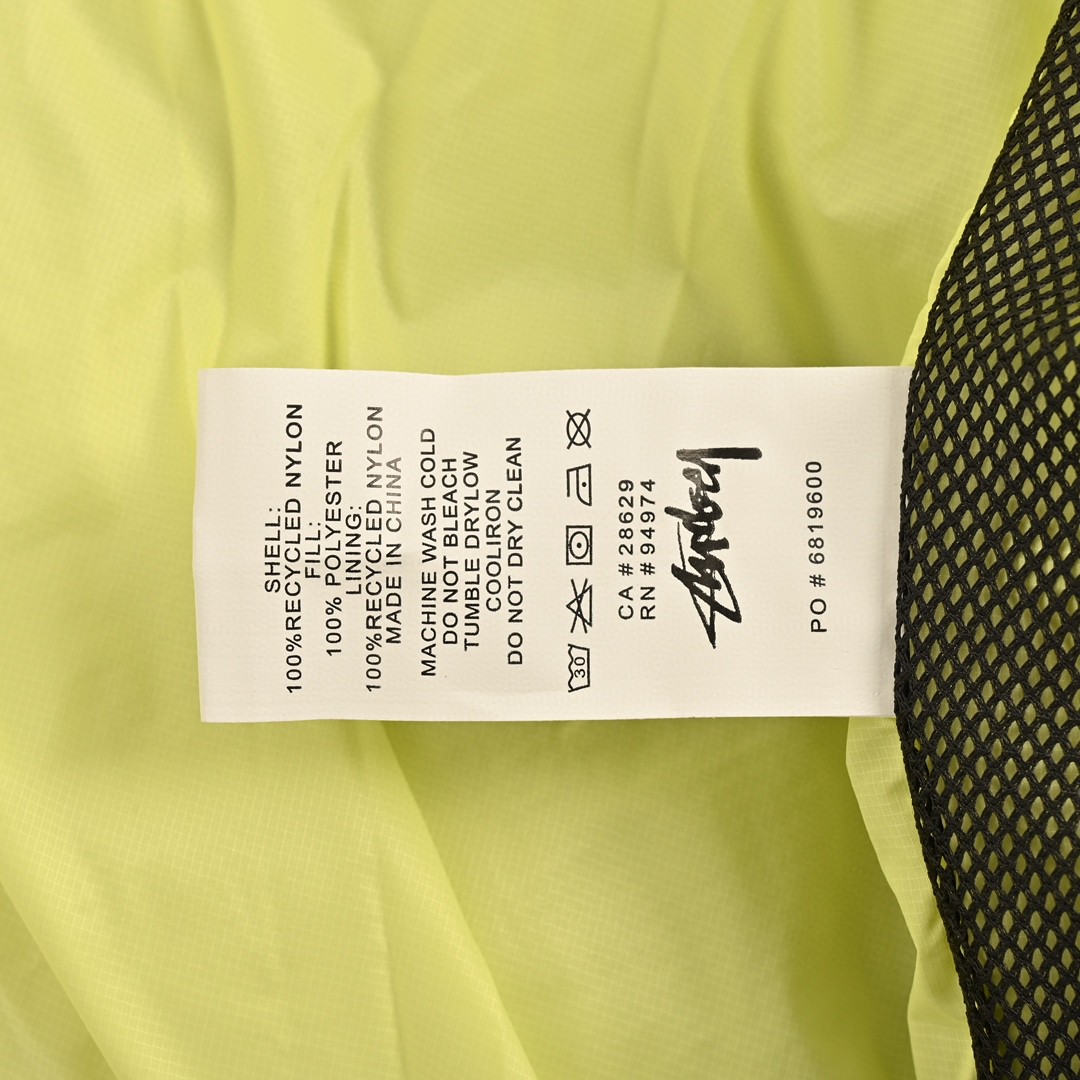 SHELL:
100%RECYCLED NYLON
FILL:
100% POLYESTER
LINING:
100%RECYCLED NYLON
MADE IN CHINA
MACHINE WASH COLD
DO NOT BLEACH
TUMBLE DRYLOW
COOLIRON
DO NOT DRY CLEAN
30
CA #28629
RN #94974
Stüssy
PO # 6819600